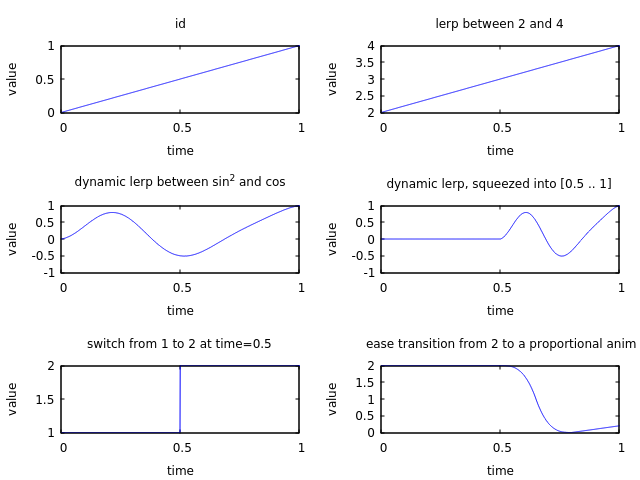 id
1
0.5
0
value
0
0.5
1
time
lerp between 2 and 4
4
3.5
3
2.5
2
value
0
0.5
1
time
dynamic lerp between sin² and cos
1
0.5
0
-0.5
-1
value
0
0.5
1
time
dynamic lerp, squeezed into [0.5 .. 1]
1
0.5
0
-0.5
-1
value
0
0.5
1
time
switch from 1 to 2 at time=0.5
2
1.5
1
value
0
0.5
1
time
ease transition from 2 to a proportional anim
2
1.5
1
0.5
0
value
0
0.5
1
time